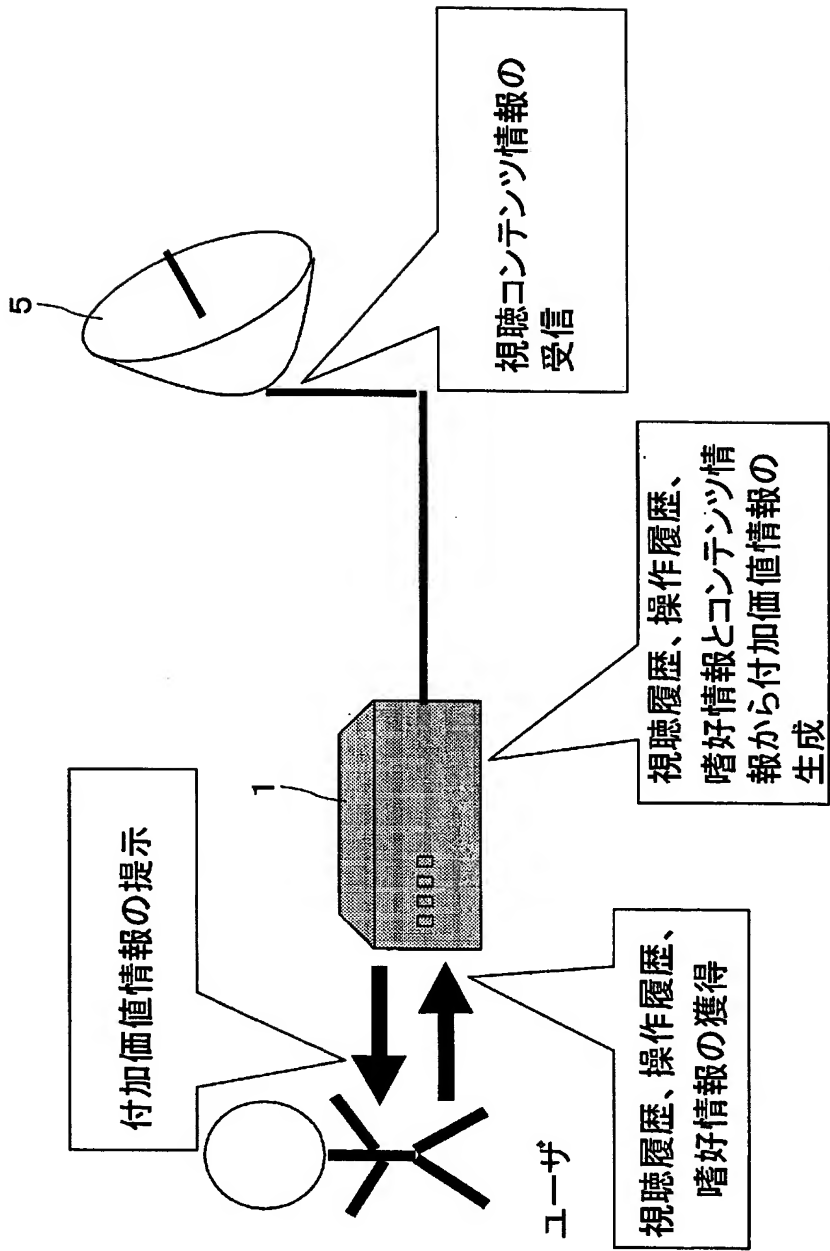 付加価値情報の提示
1
5
ユーザ
視聴履歴、操作履歴、
嗜好情報の獲得
視聴履歴、操作履歴、
嗜好情報とコンテンツ情
報から付加価値情報の
生成
視聴コンテンツ情報の
受信